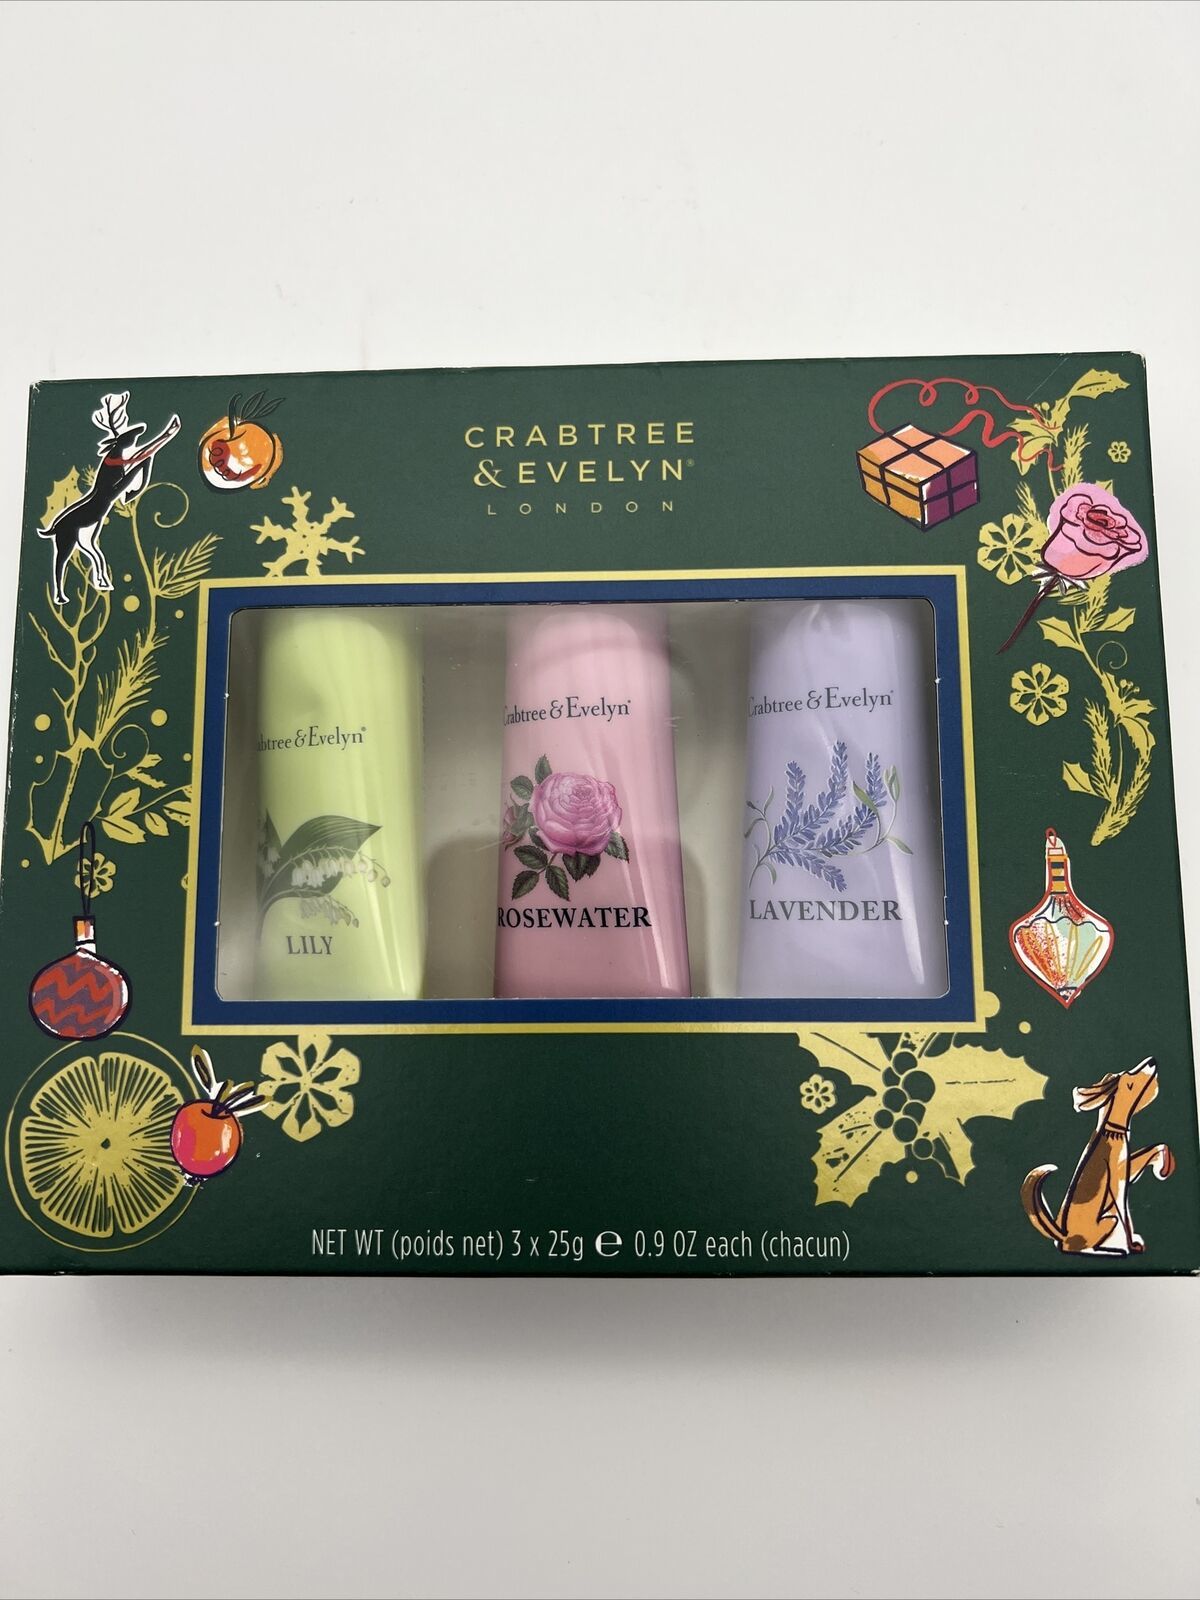 CRABTREE
& EVELYN®
LONDON
abtree & Evelyn®
LILY
Crabtree & Evelyn®
ROSEWATER
Crabtree & Evelyn®
LAVENDER
NET WT (poids net) 3 x 25g ℮ 0.9 OZ each (chacun)